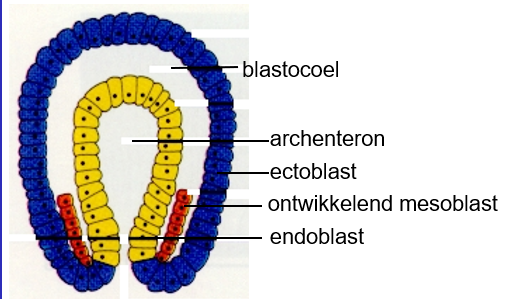 blastocoel
archenteron
ectoblast
ontwikkelend mesoblast
endoblast